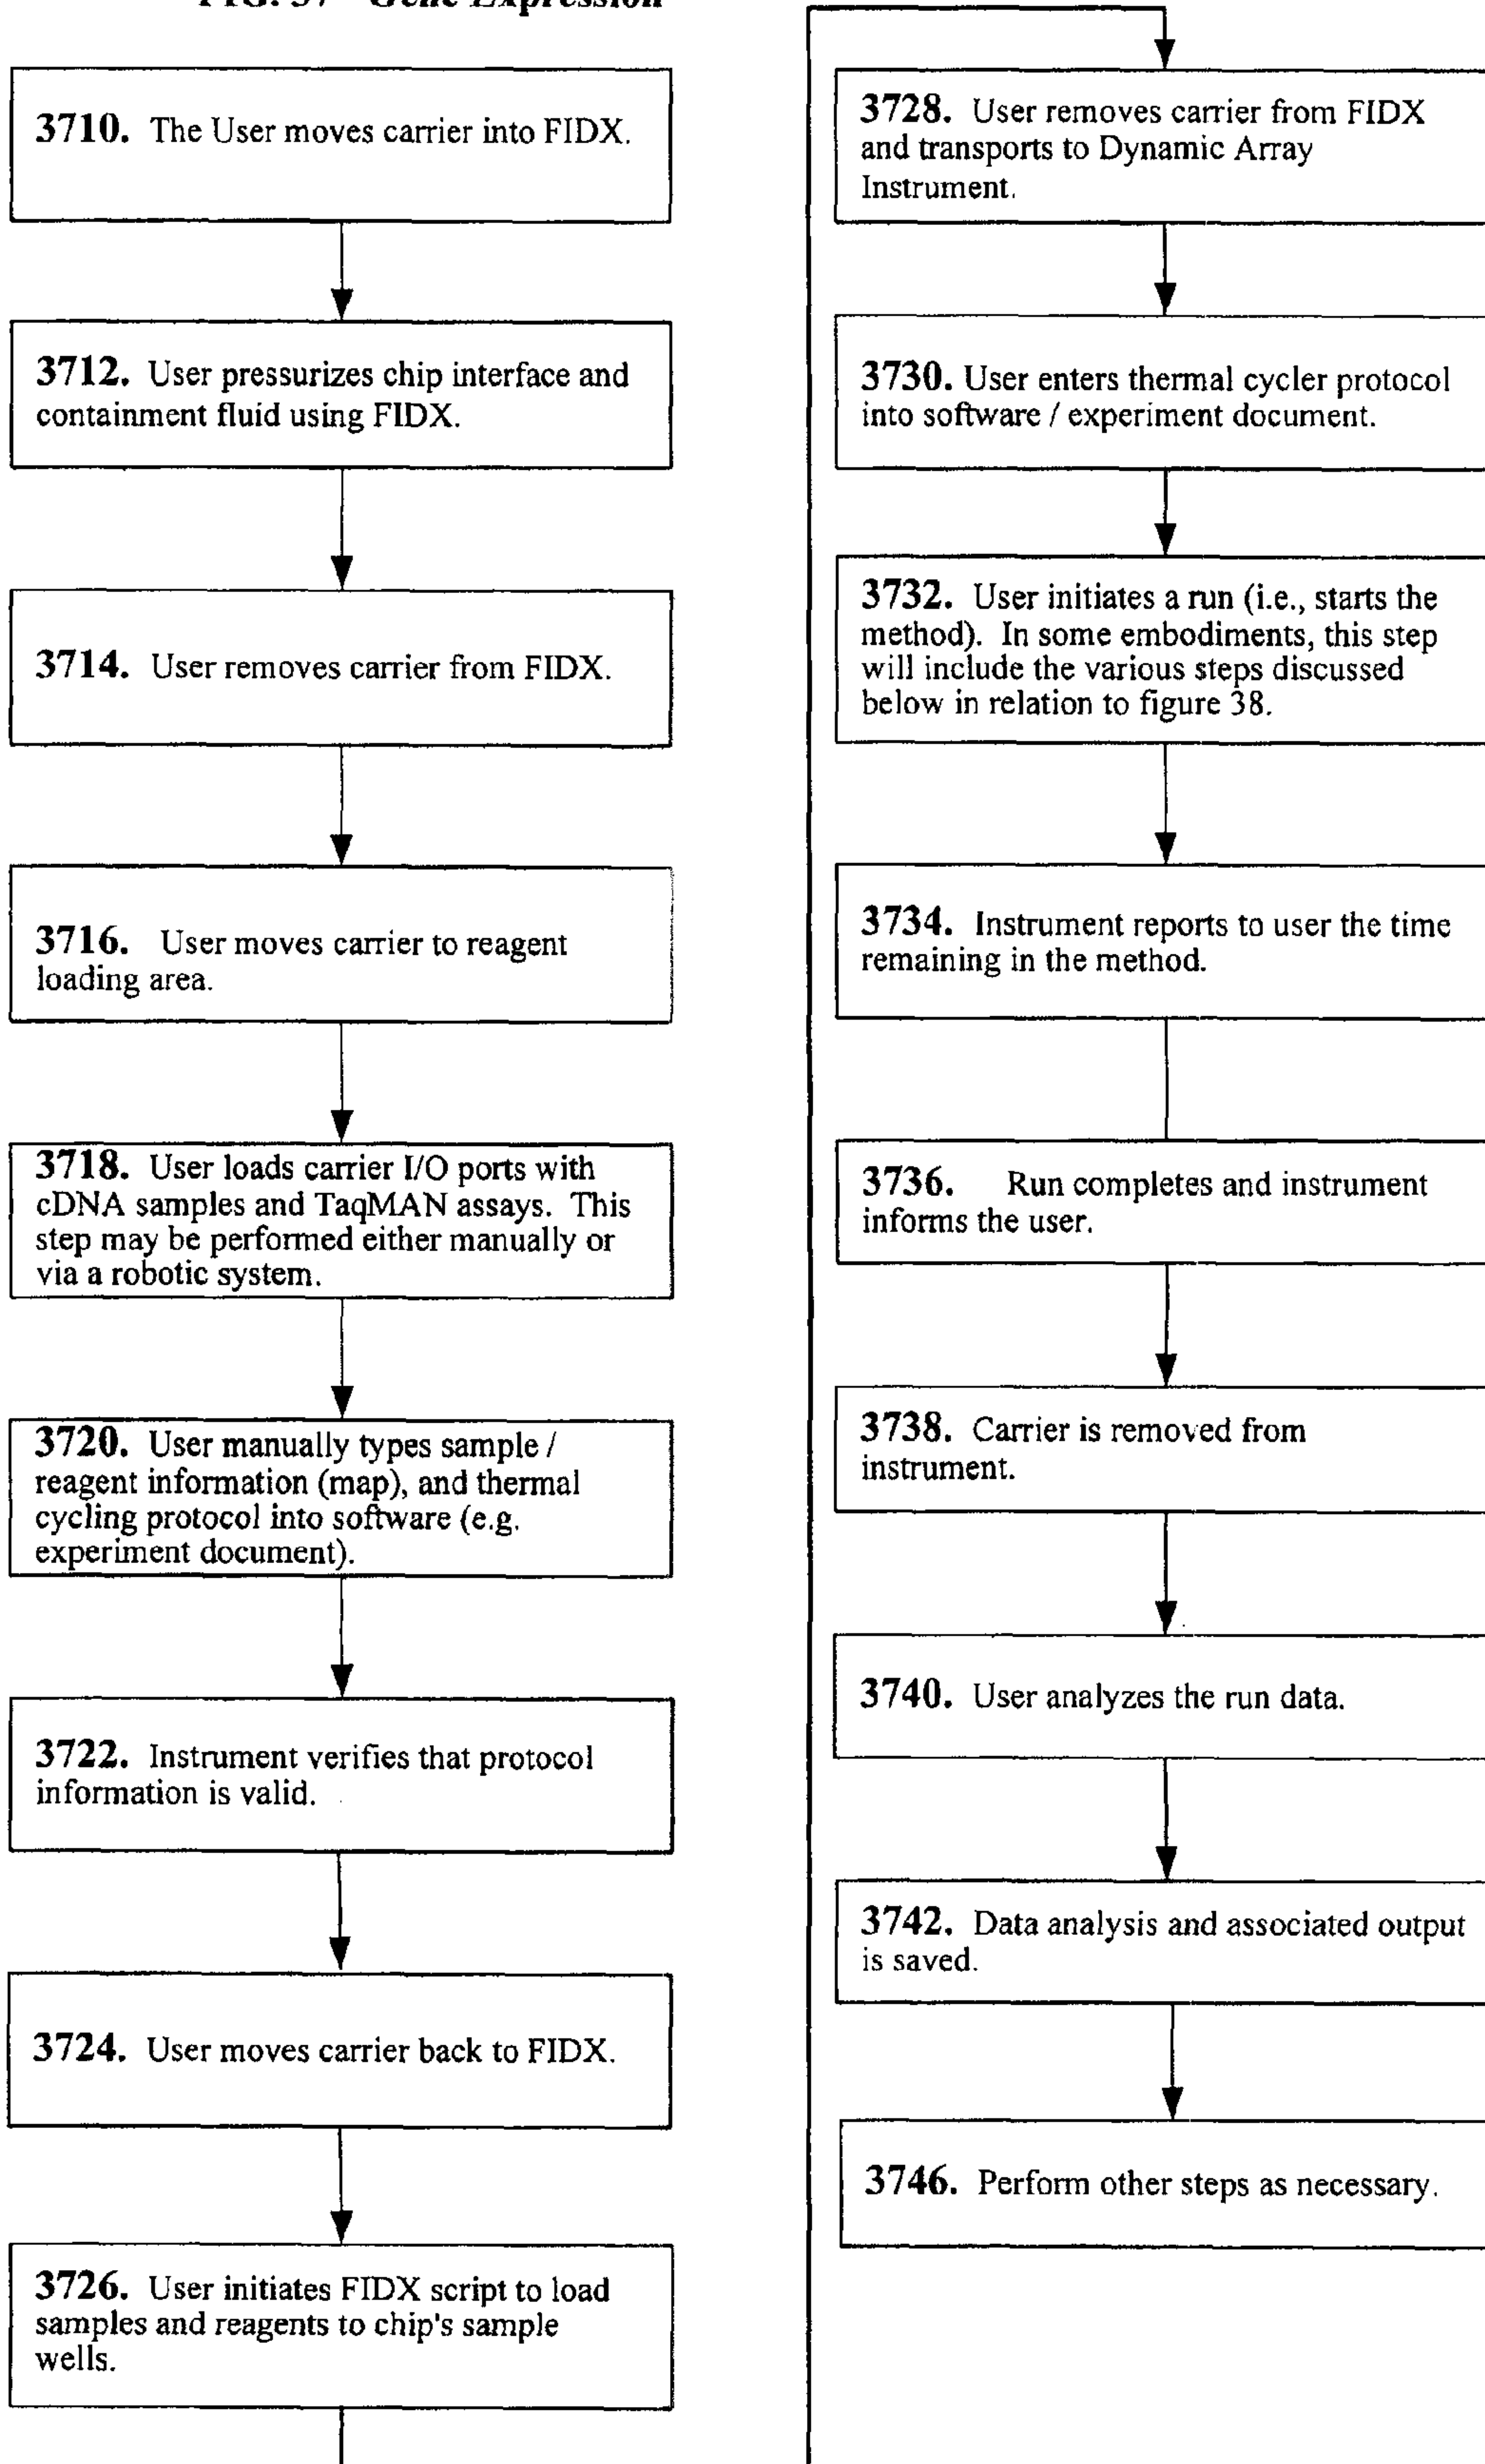 FIG. 37 Gene Expression
3710. The User moves carrier into FIDX.
3712. User pressurizes chip interface and
containment fluid using FIDX.
3714. User removes carrier from FIDX.
3716. User moves carrier to reagent
loading area.
3718. User loads carrier I/O ports with
cDNA samples and TaqMAN assays. This
step may be performed either manually or
via a robotic system.
3720. User manually types sample /
reagent information (map), and thermal
cycling protocol into software (e.g.
experiment document).
3722. Instrument verifies that protocol
information is valid.
3724. User moves carrier back to FIDX.
3726. User initiates FIDX script to load
samples and reagents to chip's sample
wells.
3728. User removes carrier from FIDX
and transports to Dynamic Array
Instrument.
3730. User enters thermal cycler protocol
into software / experiment document.
3732. User initiates a run (i.e., starts the
method). In some embodiments, this step
will include the various steps discussed
below in relation to figure 38.
3734. Instrument reports to user the time
remaining in the method.
3736. Run completes and instrument
informs the user.
3738. Carrier is removed from
instrument.
3740. User analyzes the run data.
3742. Data analysis and associated output
is saved.
3746. Perform other steps as necessary.